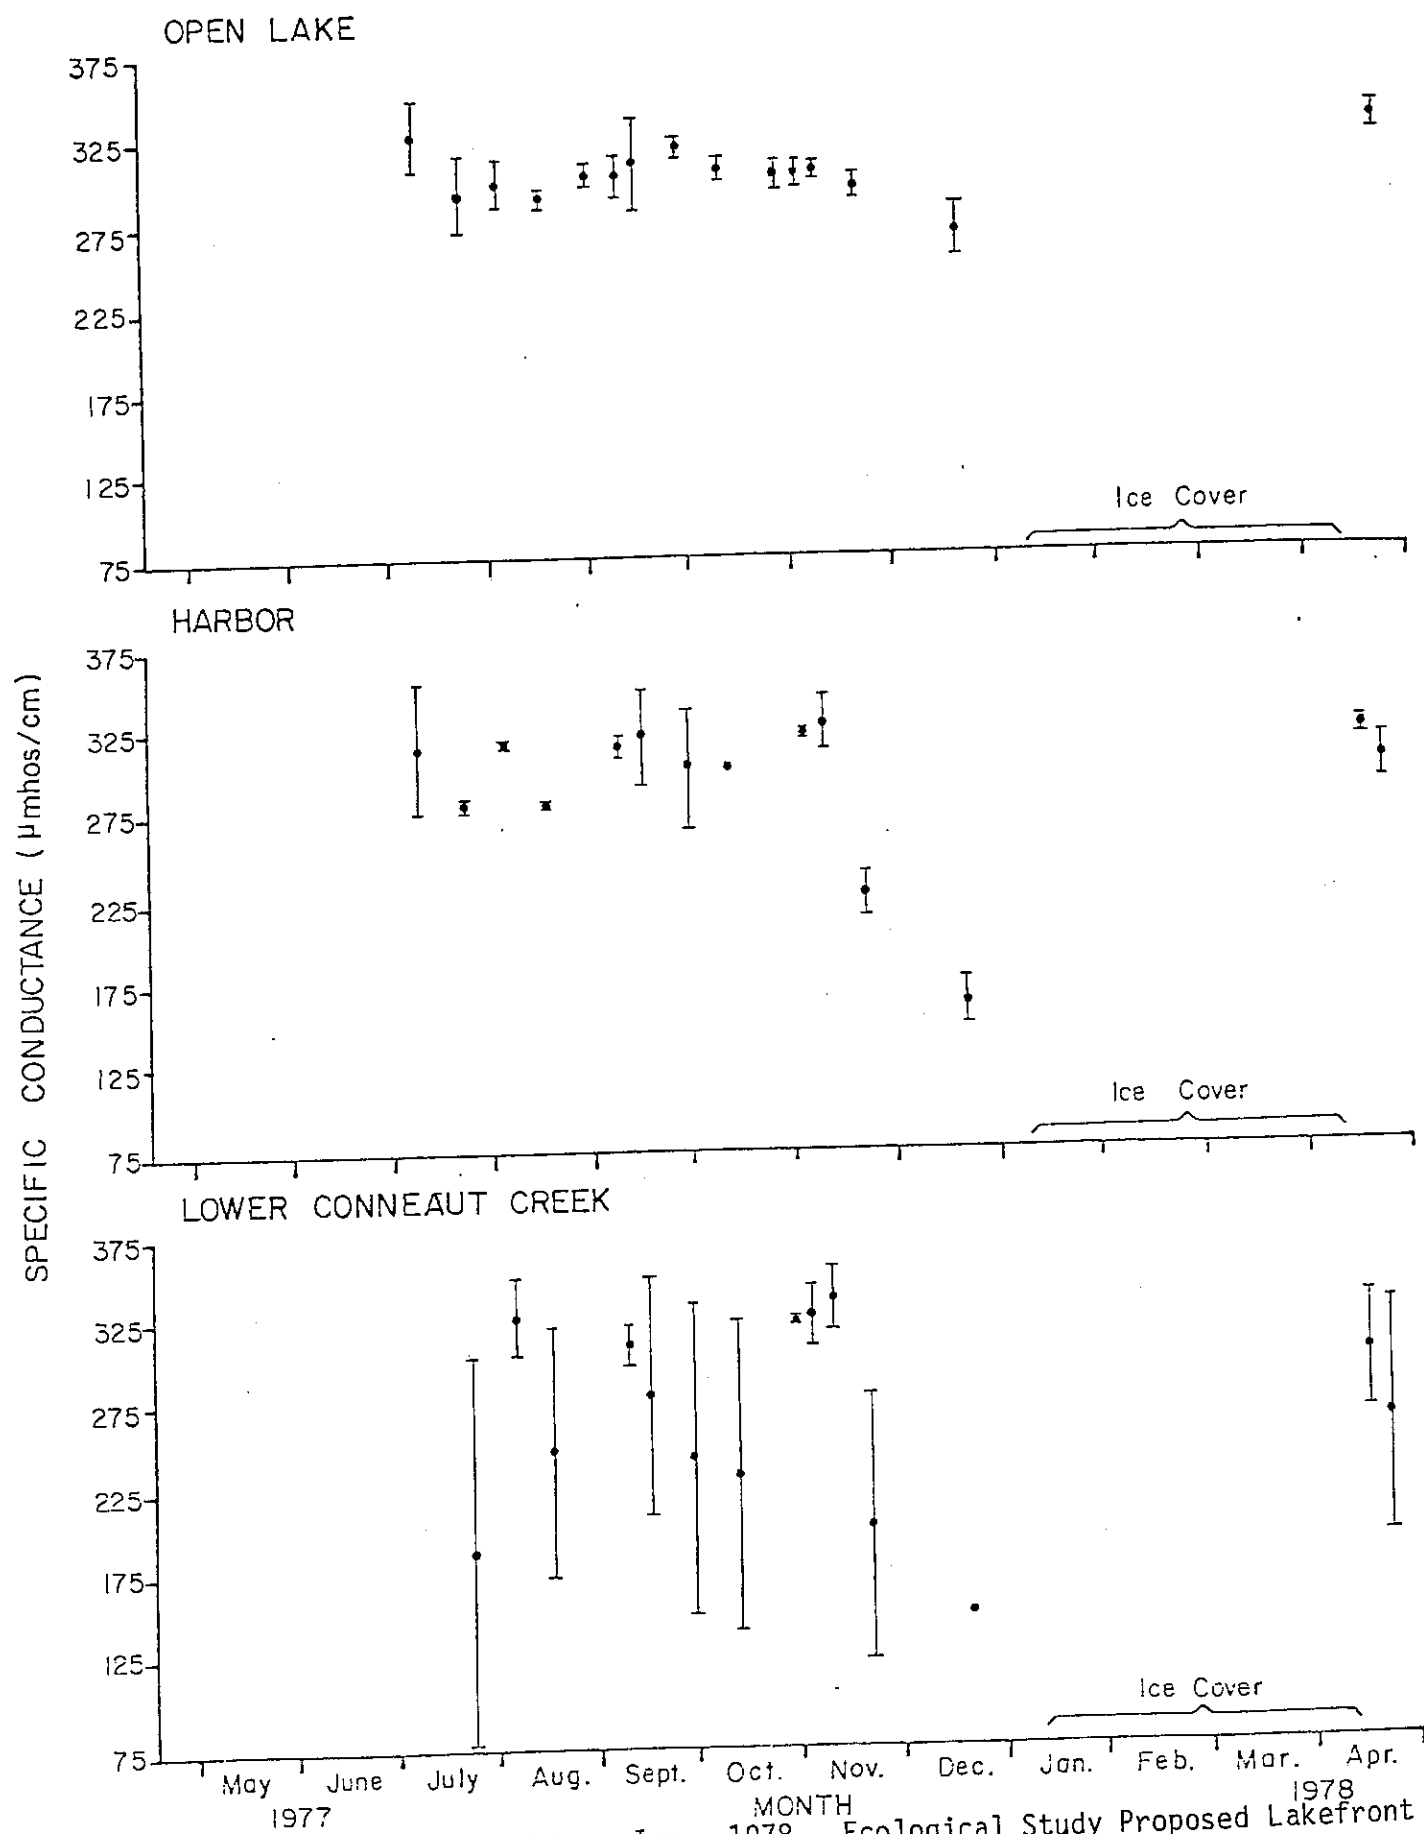 OPEN LAKE
375
325
275
225
175
125
75
Ice Cover
HARBOR
375
325
275
225
175
125
75
Ice Cover
SPECIFIC CONDUCTANCE (µmhos/cm)
LOWER CONNEAUT CREEK
375
325
275
225
175
125
75
Ice Cover
May June July Aug. Sept. Oct. Nov. Dec. Jan. Feb. Mar. Apr.
1977 MONTH 1978
1978 Ecological Study Proposed Lakefront